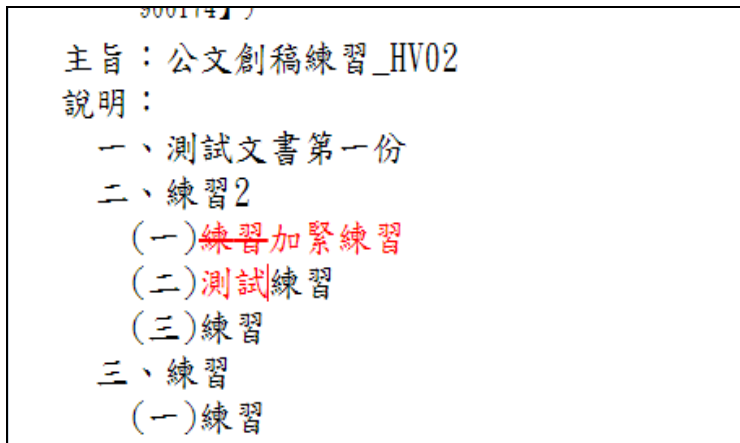 900174】)
主旨：公文創稿練習_HV02
說明：
一、測試文書第一份
二、練習2
(一)練習加緊練習
(二)測試練習
(三)練習
三、練習
(一)練習